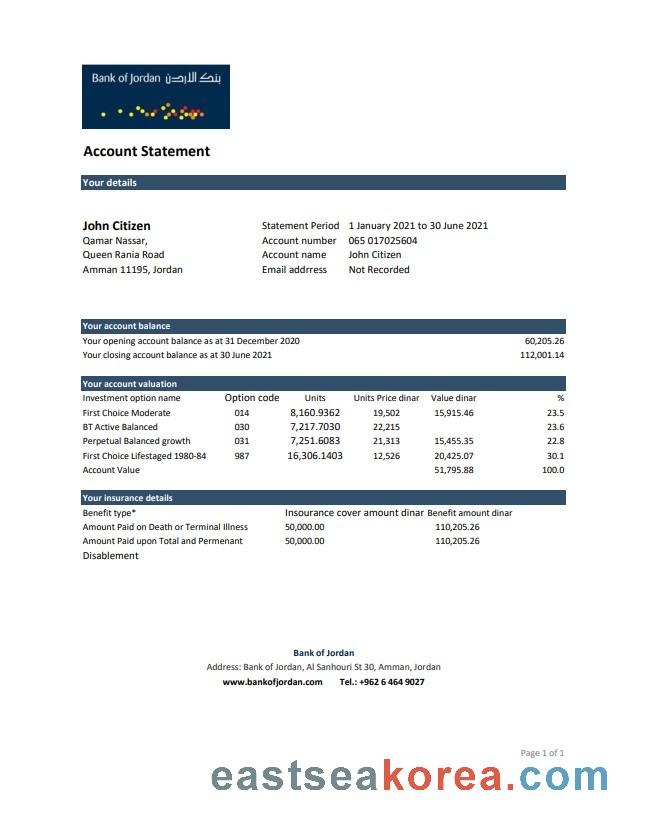 Bank of Jordan بنك الاردن
Account Statement
Your details
John Citizen
Qamar Nassar,
Queen Rania Road
Amman 11195, Jordan
Statement Period 1 January 2021 to 30 June 2021
Account number 065 017025604
Account name John Citizen
Email addrress Not Recorded
Your account balance
Your opening account balance as at 31 December 2020 60,205.26
Your closing account balance as at 30 June 2021 112,001.14
Your account valuation
Investment option name Option code Units Units Price dinar Value dinar %
First Choice Moderate 014 8,160.9362 19,502 15,915.46 23.5
BT Active Balanced 030 7,217.7030 22,215 23.6
Perpetual Balanced growth 031 7,251.6083 21,313 15,455.35 22.8
First Choice Lifestaged 1980-84 987 16,306.1403 12,526 20,425.07 30.1
Account Value 51,795.88 100.0
Your insurance details
Benefit type* Insourance cover amount dinar Benefit amount dinar
Amount Paid on Death or Terminal Illness 50,000.00 110,205.26
Amount Paid upon Total and Permenant 50,000.00 110,205.26
Disablement
Bank of Jordan
Address: Bank of Jordan, Al Sanhouri St 30, Amman, Jordan
www.bankofjordan.com Tel.: +962 6 464 9027
Page 1 of 1
eastseakorea.com